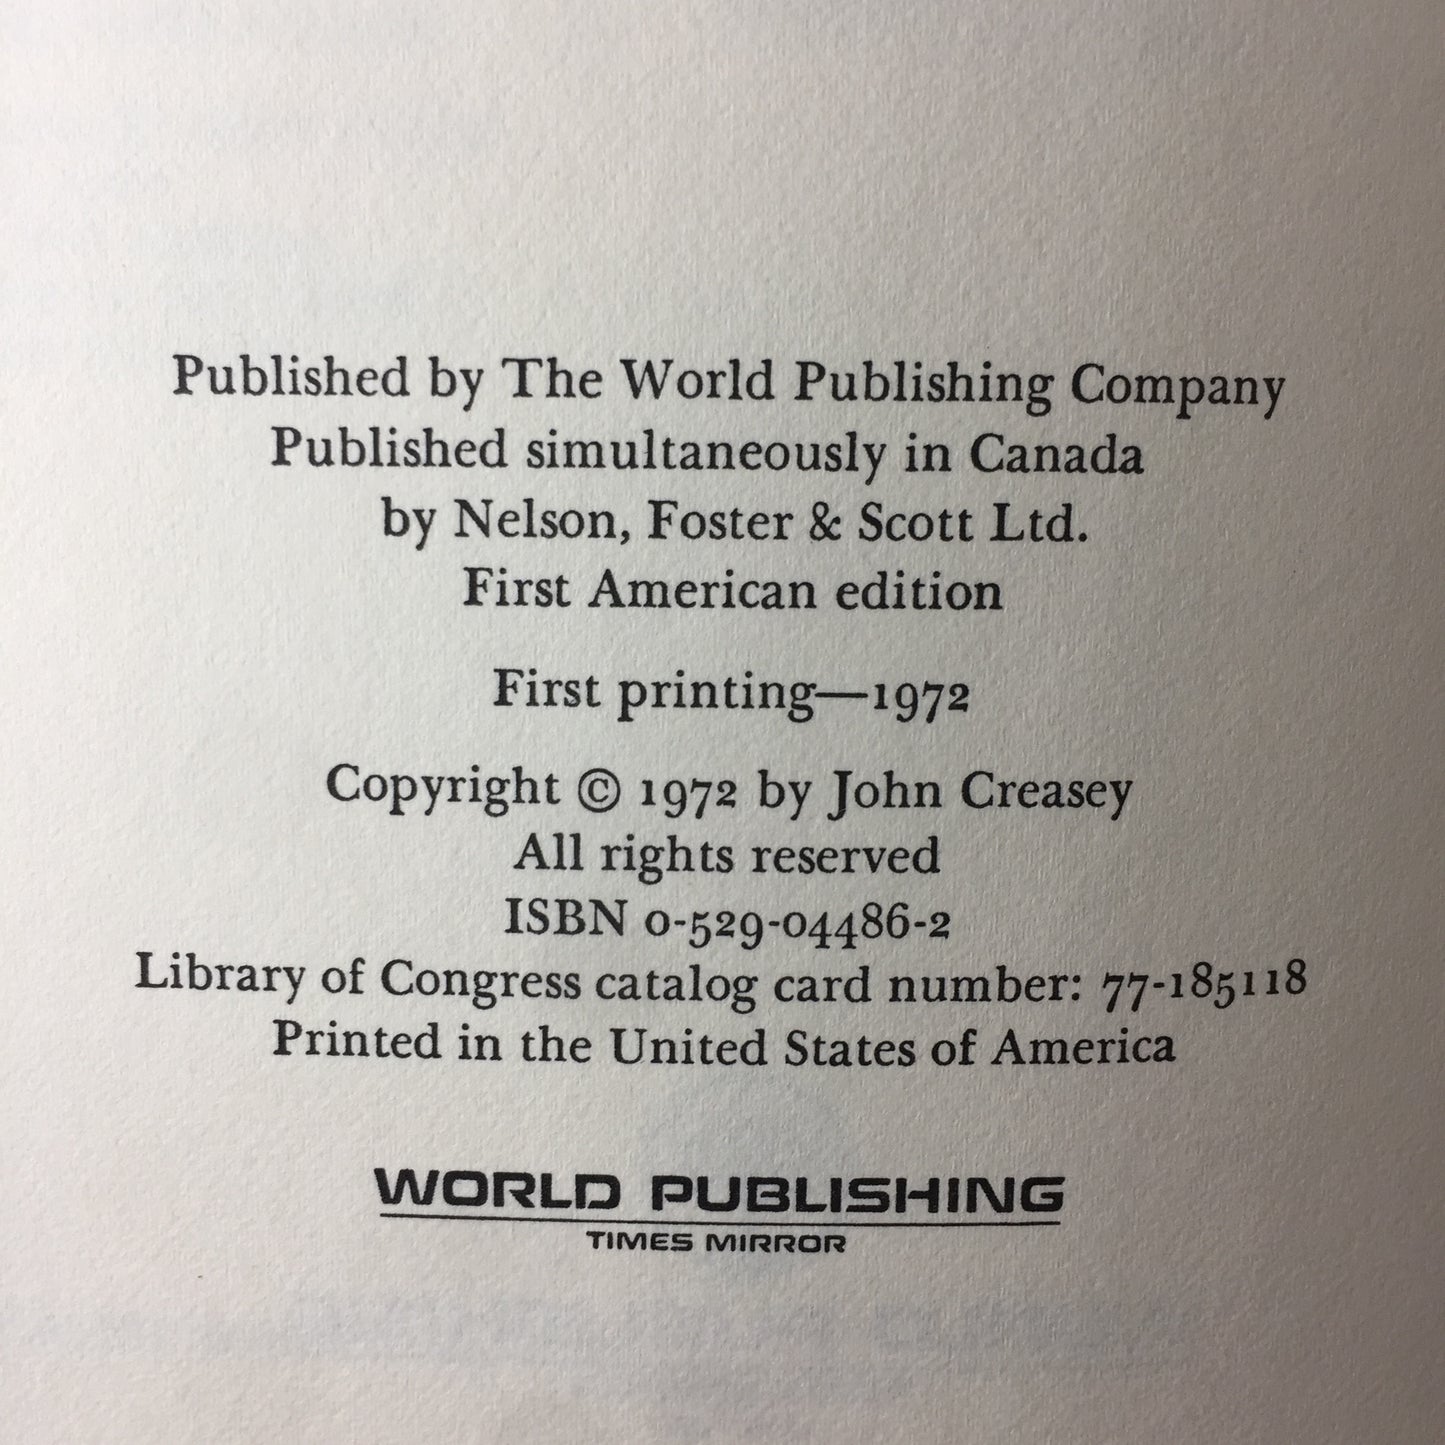 Published by The World Publishing Company
Published simultaneously in Canada
by Nelson, Foster & Scott Ltd.
First American edition
First printing—1972
Copyright © 1972 by John Creasey
All rights reserved
ISBN 0-529-04486-2
Library of Congress catalog card number: 77-185118
Printed in the United States of America
WORLD PUBLISHING
TIMES MIRROR